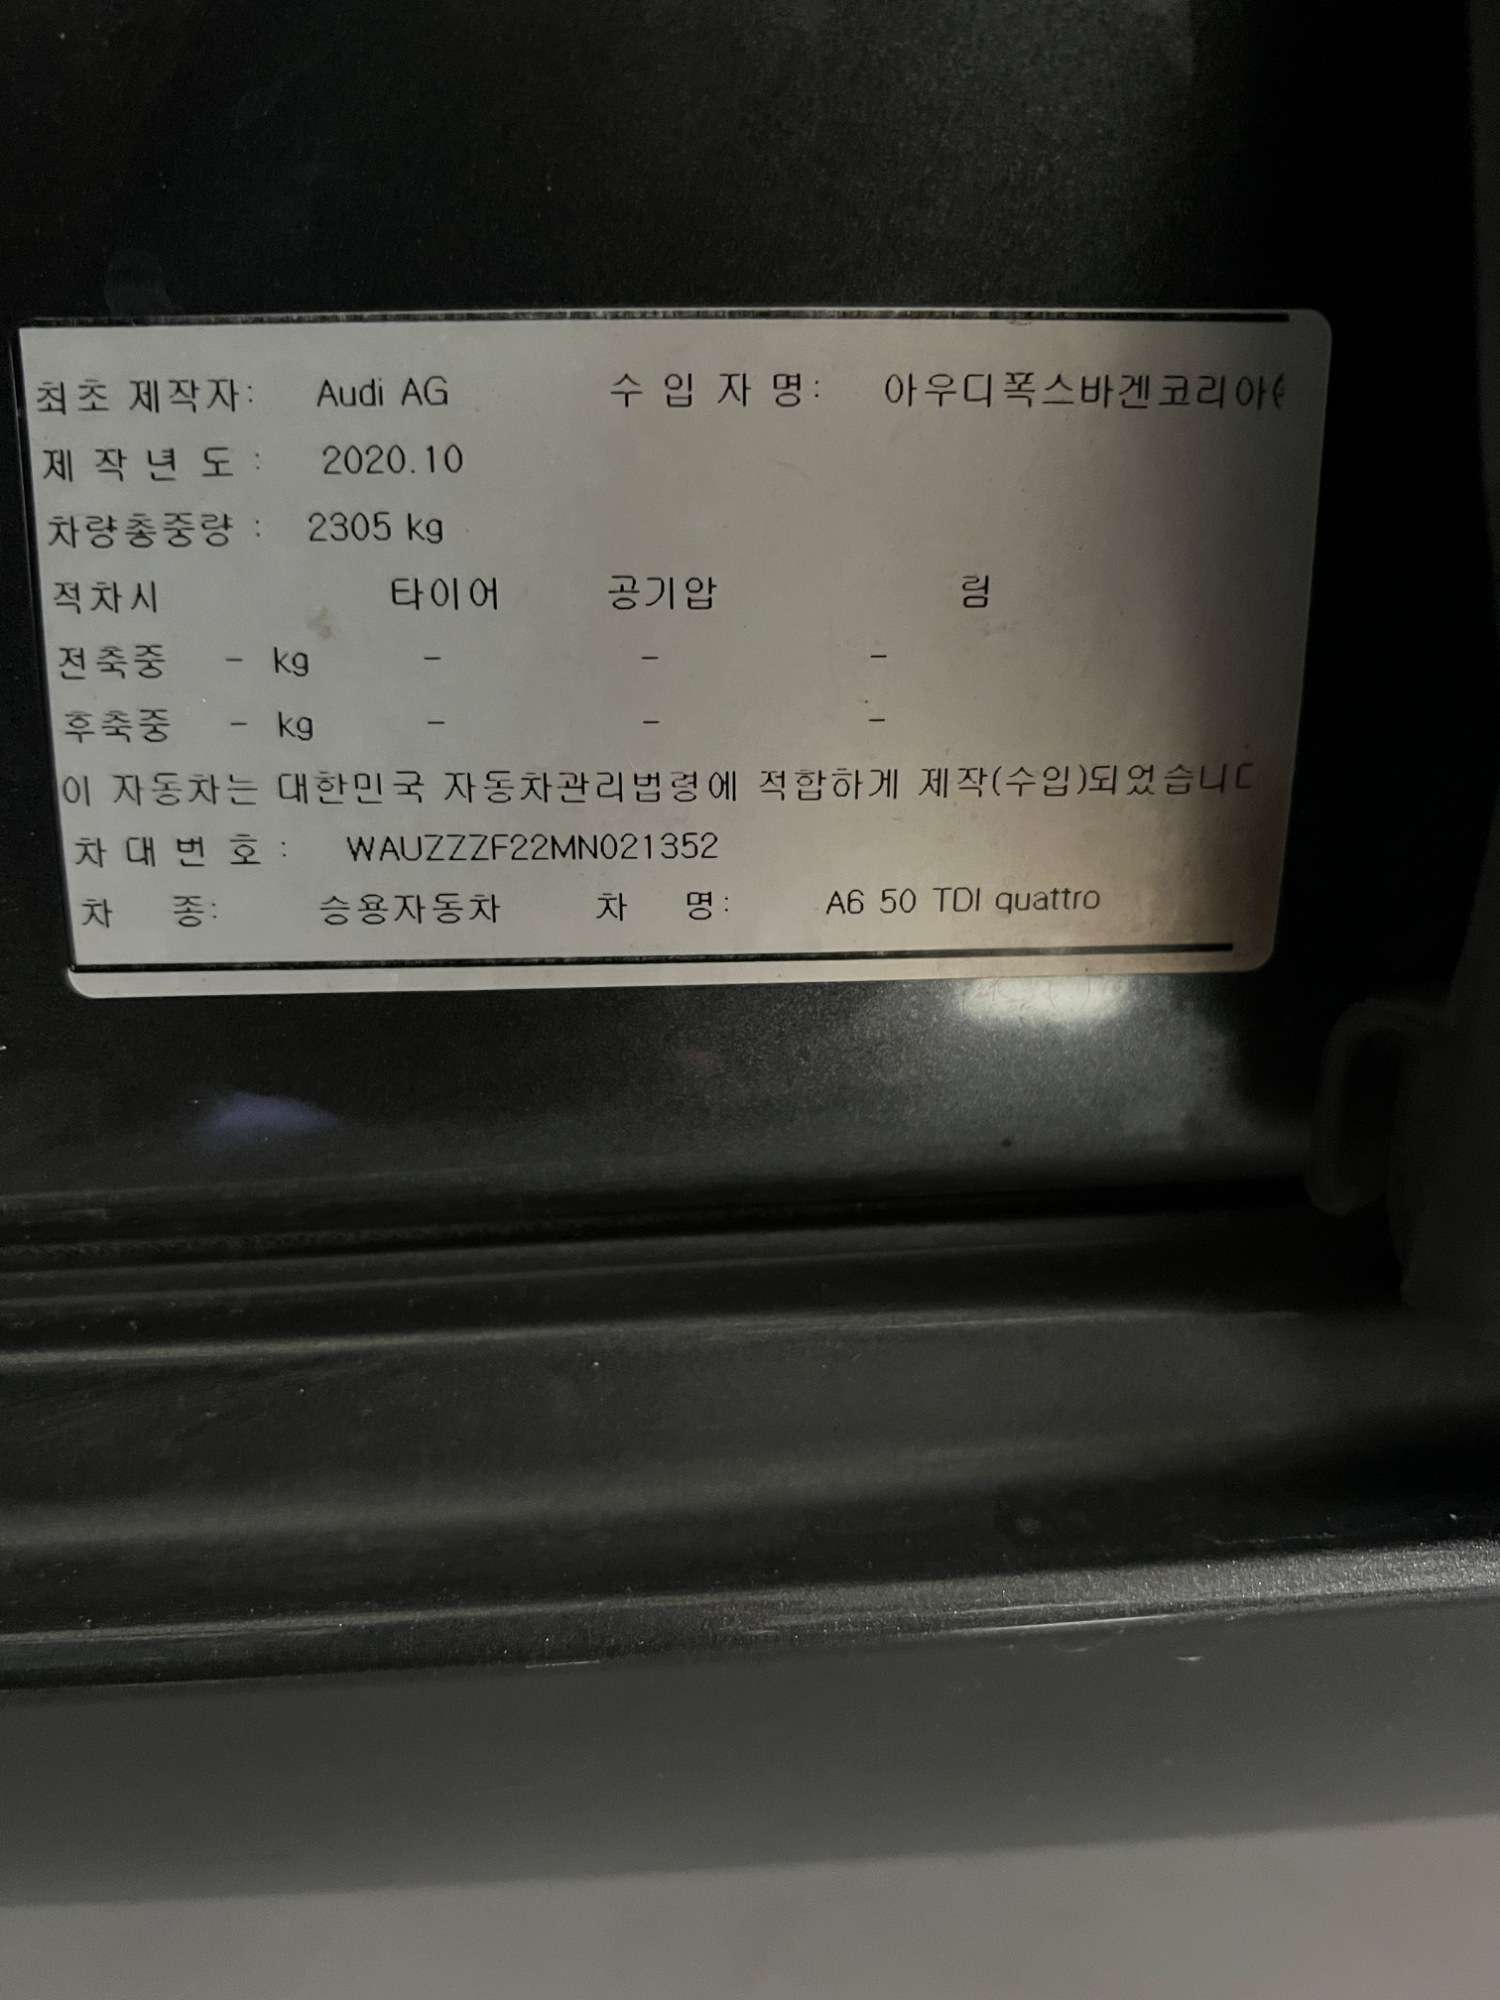 최초 제작자: Audi AG 수 입 자 명: 아우디폭스바겐코리아(
제 작 년 도 : 2020.10
차량총중량 : 2305 kg
적차시 타이어 공기압 림
전축중 - kg - - -
후축중 - kg - - -
이 자동차는 대한민국 자동차관리법령에 적합하게 제작(수입)되었습니ㄷ
차 대 번 호 : WAUZZZF22MN021352
차 종: 승용자동차 차 명: A6 50 TDI quattro